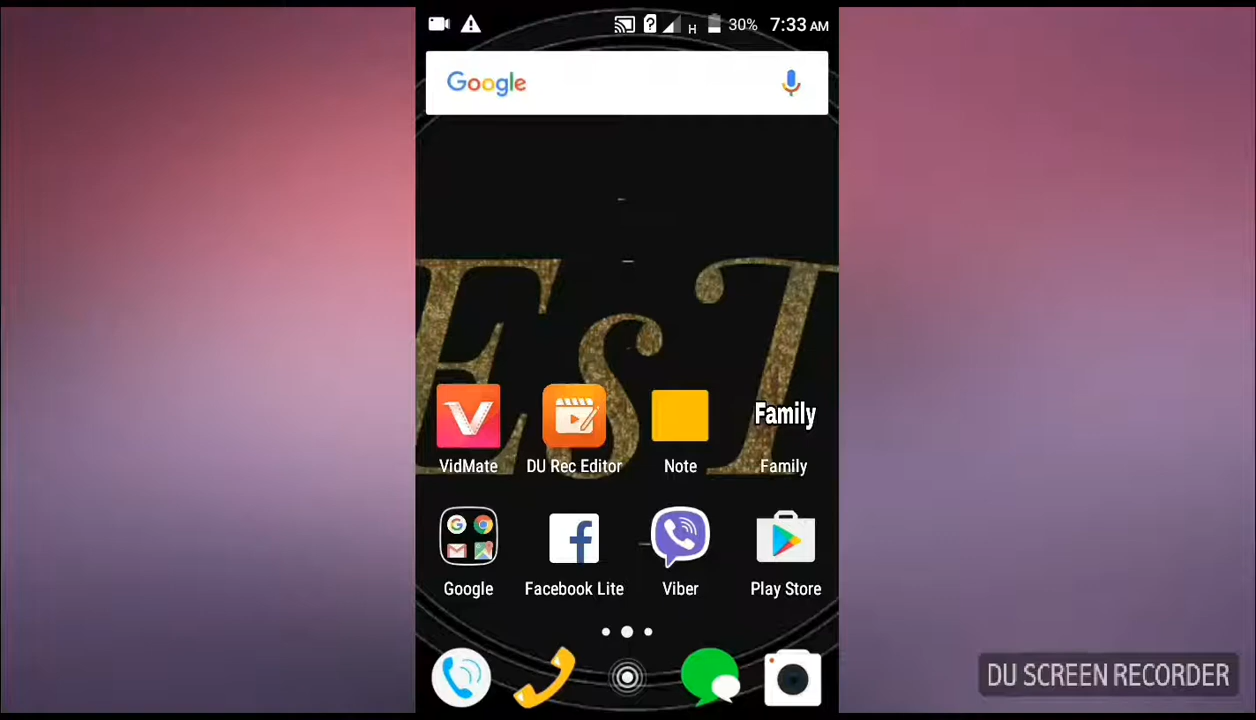 H 30% 7:33 AM
Google
EsT
Family
VidMate DU Rec Editor Note Family
Google Facebook Lite Viber Play Store
DU SCREEN RECORDER